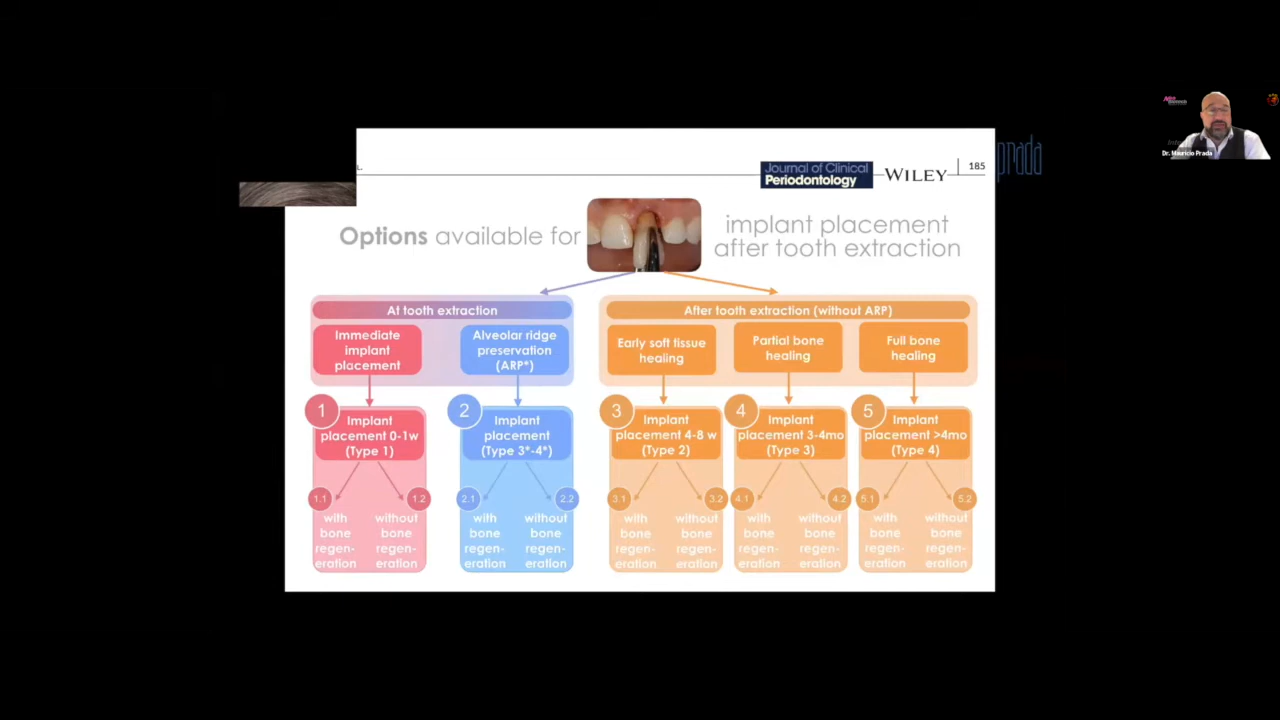 L.
Journal of Clinical
Periodontology
WILEY
185
prada
Dr. Mauricio Prada
Options available for
implant placement
after tooth extraction
At tooth extraction
After tooth extraction (without ARP)
Immediate
implant
placement
Alveolar ridge
preservation
(ARP*)
Early soft tissue
healing
Partial bone
healing
Full bone
healing
1
Implant
placement 0-1w
(Type 1)
2
Implant
placement
(Type 3*-4*)
3
Implant
placement 4-8 w
(Type 2)
4
Implant
placement 3-4mo
(Type 3)
5
Implant
placement >4mo
(Type 4)
1.1
with
bone
regen-
eration
1.2
without
bone
regen-
eration
2.1
with
bone
regen-
eration
2.2
without
bone
regen-
eration
3.1
with
bone
regen-
eration
3.2
without
bone
regen-
eration
4.1
with
bone
regen-
eration
4.2
without
bone
regen-
eration
5.1
with
bone
regen-
eration
5.2
without
bone
regen-
eration